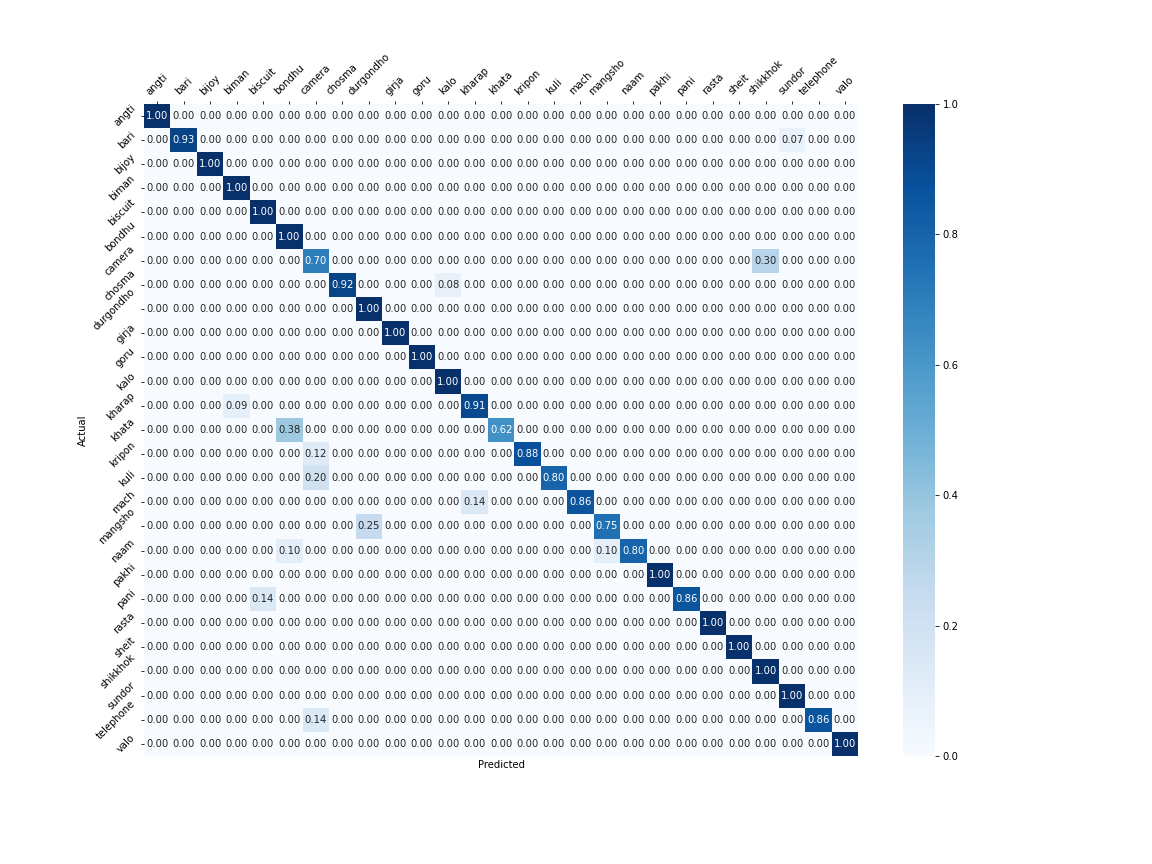 angti bari bijoy biman biscuit bondhu camera chosma durgondho girja goru kalo kharap khata kripon kuli mach mangsho naam pakhi pani rasta sheit shikkhok sundor telephone valo
angti 1.00 0.00 0.00 0.00 0.00 0.00 0.00 0.00 0.00 0.00 0.00 0.00 0.00 0.00 0.00 0.00 0.00 0.00 0.00 0.00 0.00 0.00 0.00 0.00 0.00 0.00 0.00
bari 0.00 0.93 0.00 0.00 0.00 0.00 0.00 0.00 0.00 0.00 0.00 0.00 0.00 0.00 0.00 0.00 0.00 0.00 0.00 0.00 0.00 0.00 0.00 0.00 0.07 0.00 0.00
bijoy 0.00 0.00 1.00 0.00 0.00 0.00 0.00 0.00 0.00 0.00 0.00 0.00 0.00 0.00 0.00 0.00 0.00 0.00 0.00 0.00 0.00 0.00 0.00 0.00 0.00 0.00 0.00
biman 0.00 0.00 0.00 1.00 0.00 0.00 0.00 0.00 0.00 0.00 0.00 0.00 0.00 0.00 0.00 0.00 0.00 0.00 0.00 0.00 0.00 0.00 0.00 0.00 0.00 0.00 0.00
biscuit 0.00 0.00 0.00 0.00 1.00 0.00 0.00 0.00 0.00 0.00 0.00 0.00 0.00 0.00 0.00 0.00 0.00 0.00 0.00 0.00 0.00 0.00 0.00 0.00 0.00 0.00 0.00
bondhu 0.00 0.00 0.00 0.00 0.00 1.00 0.00 0.00 0.00 0.00 0.00 0.00 0.00 0.00 0.00 0.00 0.00 0.00 0.00 0.00 0.00 0.00 0.00 0.00 0.00 0.00 0.00
camera 0.00 0.00 0.00 0.00 0.00 0.00 0.70 0.00 0.00 0.00 0.00 0.00 0.00 0.00 0.00 0.00 0.00 0.00 0.00 0.00 0.00 0.00 0.00 0.30 0.00 0.00 0.00
chosma 0.00 0.00 0.00 0.00 0.00 0.00 0.00 0.92 0.00 0.00 0.00 0.08 0.00 0.00 0.00 0.00 0.00 0.00 0.00 0.00 0.00 0.00 0.00 0.00 0.00 0.00 0.00
durgondho 0.00 0.00 0.00 0.00 0.00 0.00 0.00 0.00 1.00 0.00 0.00 0.00 0.00 0.00 0.00 0.00 0.00 0.00 0.00 0.00 0.00 0.00 0.00 0.00 0.00 0.00 0.00
girja 0.00 0.00 0.00 0.00 0.00 0.00 0.00 0.00 0.00 1.00 0.00 0.00 0.00 0.00 0.00 0.00 0.00 0.00 0.00 0.00 0.00 0.00 0.00 0.00 0.00 0.00 0.00
goru 0.00 0.00 0.00 0.00 0.00 0.00 0.00 0.00 0.00 0.00 1.00 0.00 0.00 0.00 0.00 0.00 0.00 0.00 0.00 0.00 0.00 0.00 0.00 0.00 0.00 0.00 0.00
kalo 0.00 0.00 0.00 0.00 0.00 0.00 0.00 0.00 0.00 0.00 0.00 1.00 0.00 0.00 0.00 0.00 0.00 0.00 0.00 0.00 0.00 0.00 0.00 0.00 0.00 0.00 0.00
kharap 0.00 0.00 0.00 0.09 0.00 0.00 0.00 0.00 0.00 0.00 0.00 0.00 0.91 0.00 0.00 0.00 0.00 0.00 0.00 0.00 0.00 0.00 0.00 0.00 0.00 0.00 0.00
khata 0.00 0.00 0.00 0.00 0.00 0.38 0.00 0.00 0.00 0.00 0.00 0.00 0.00 0.62 0.00 0.00 0.00 0.00 0.00 0.00 0.00 0.00 0.00 0.00 0.00 0.00 0.00
kripon 0.00 0.00 0.00 0.00 0.00 0.00 0.12 0.00 0.00 0.00 0.00 0.00 0.00 0.00 0.88 0.00 0.00 0.00 0.00 0.00 0.00 0.00 0.00 0.00 0.00 0.00 0.00
kuli 0.00 0.00 0.00 0.00 0.00 0.00 0.20 0.00 0.00 0.00 0.00 0.00 0.00 0.00 0.00 0.80 0.00 0.00 0.00 0.00 0.00 0.00 0.00 0.00 0.00 0.00 0.00
mach 0.00 0.00 0.00 0.00 0.00 0.00 0.00 0.00 0.00 0.00 0.00 0.00 0.14 0.00 0.00 0.00 0.86 0.00 0.00 0.00 0.00 0.00 0.00 0.00 0.00 0.00 0.00
mangsho 0.00 0.00 0.00 0.00 0.00 0.00 0.00 0.00 0.25 0.00 0.00 0.00 0.00 0.00 0.00 0.00 0.00 0.75 0.00 0.00 0.00 0.00 0.00 0.00 0.00 0.00 0.00
naam 0.00 0.00 0.00 0.00 0.00 0.10 0.00 0.00 0.00 0.00 0.00 0.00 0.00 0.00 0.00 0.00 0.00 0.10 0.80 0.00 0.00 0.00 0.00 0.00 0.00 0.00 0.00
pakhi 0.00 0.00 0.00 0.00 0.00 0.00 0.00 0.00 0.00 0.00 0.00 0.00 0.00 0.00 0.00 0.00 0.00 0.00 0.00 1.00 0.00 0.00 0.00 0.00 0.00 0.00 0.00
pani 0.00 0.00 0.00 0.00 0.14 0.00 0.00 0.00 0.00 0.00 0.00 0.00 0.00 0.00 0.00 0.00 0.00 0.00 0.00 0.00 0.86 0.00 0.00 0.00 0.00 0.00 0.00
rasta 0.00 0.00 0.00 0.00 0.00 0.00 0.00 0.00 0.00 0.00 0.00 0.00 0.00 0.00 0.00 0.00 0.00 0.00 0.00 0.00 0.00 1.00 0.00 0.00 0.00 0.00 0.00
sheit 0.00 0.00 0.00 0.00 0.00 0.00 0.00 0.00 0.00 0.00 0.00 0.00 0.00 0.00 0.00 0.00 0.00 0.00 0.00 0.00 0.00 0.00 1.00 0.00 0.00 0.00 0.00
shikkhok 0.00 0.00 0.00 0.00 0.00 0.00 0.00 0.00 0.00 0.00 0.00 0.00 0.00 0.00 0.00 0.00 0.00 0.00 0.00 0.00 0.00 0.00 0.00 1.00 0.00 0.00 0.00
sundor 0.00 0.00 0.00 0.00 0.00 0.00 0.00 0.00 0.00 0.00 0.00 0.00 0.00 0.00 0.00 0.00 0.00 0.00 0.00 0.00 0.00 0.00 0.00 0.00 1.00 0.00 0.00
telephone 0.00 0.00 0.00 0.00 0.00 0.00 0.14 0.00 0.00 0.00 0.00 0.00 0.00 0.00 0.00 0.00 0.00 0.00 0.00 0.00 0.00 0.00 0.00 0.00 0.00 0.86 0.00
valo 0.00 0.00 0.00 0.00 0.00 0.00 0.00 0.00 0.00 0.00 0.00 0.00 0.00 0.00 0.00 0.00 0.00 0.00 0.00 0.00 0.00 0.00 0.00 0.00 0.00 0.00 1.00
Actual
Predicted
1.0
0.8
0.6
0.4
0.2
0.0